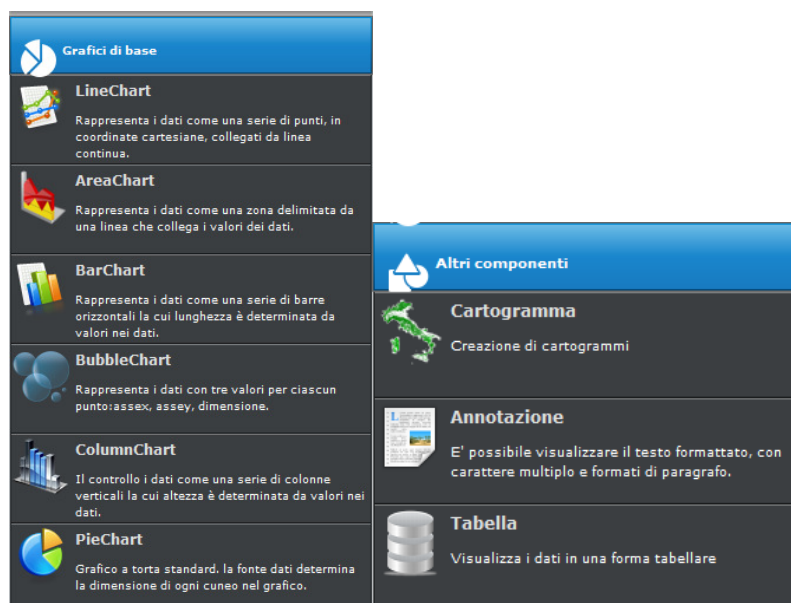 Grafici di base
LineChart
Rappresenta i dati come una serie di punti, in
coordinate cartesiane, collegati da linea
continua.
AreaChart
Rappresenta i dati come una zona delimitata da
una linea che collega i valori dei dati.
BarChart
Rappresenta i dati come una serie di barre
orizzontali la cui lunghezza è determinata da
valori nei dati.
BubbleChart
Rappresenta i dati con tre valori per ciascun
punto:assex, assey, dimensione.
ColumnChart
Il controllo i dati come una serie di colonne
verticali la cui altezza è determinata da valori nei
dati.
PieChart
Grafico a torta standard. la fonte dati determina
la dimensione di ogni cuneo nel grafico.
Altri componenti
Cartogramma
Creazione di cartogrammi
Annotazione
E' possibile visualizzare il testo formattato, con
carattere multiplo e formati di paragrafo.
Tabella
Visualizza i dati in una forma tabellare